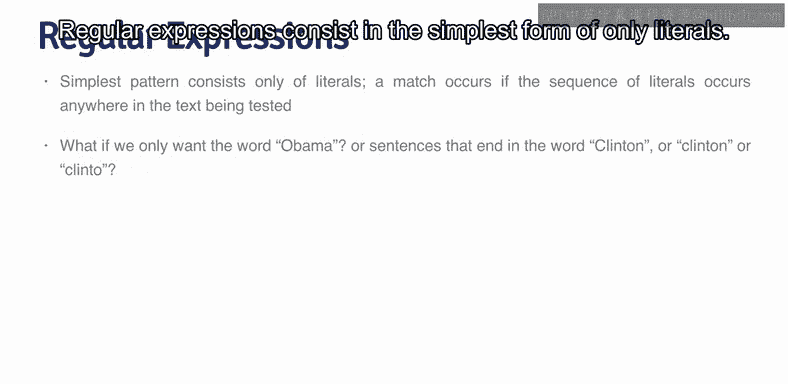 Regular Expressions
Regular expressions consist in the simplest form of only literals.
· Simplest pattern consists only of literals; a match occurs if the sequence of literals occurs
anywhere in the text being tested
· What if we only want the word “Obama”? or sentences that end in the word “Clinton”, or “clinton” or
“clinto”?